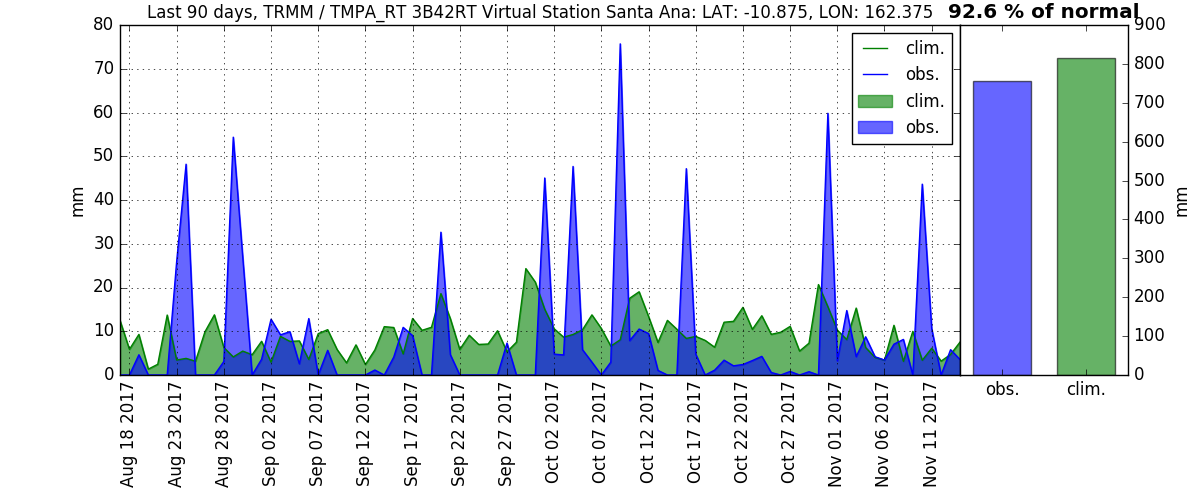 Last 90 days, TRMM / TMPA_RT 3B42RT Virtual Station Santa Ana: LAT: -10.875, LON: 162.375 92.6 % of normal
80
70
60
50
40
30
20
10
0
mm
clim.
obs.
clim.
obs.
900
800
700
600
500
400
300
200
100
0
mm
Aug 18 2017
Aug 23 2017
Aug 28 2017
Sep 02 2017
Sep 07 2017
Sep 12 2017
Sep 17 2017
Sep 22 2017
Sep 27 2017
Oct 02 2017
Oct 07 2017
Oct 12 2017
Oct 17 2017
Oct 22 2017
Oct 27 2017
Nov 01 2017
Nov 06 2017
Nov 11 2017
obs.
clim.